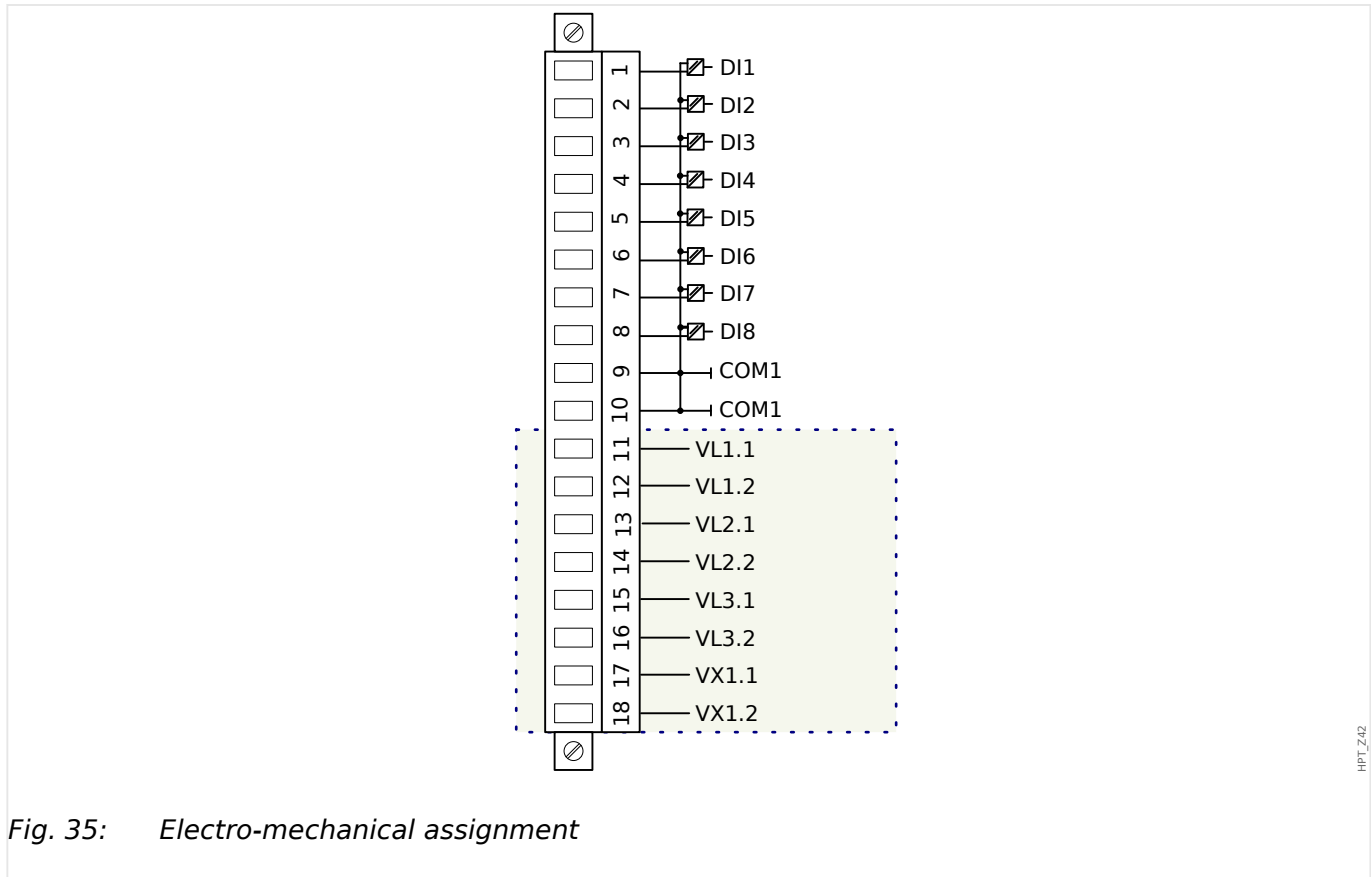 1 DI1
2 DI2
3 DI3
4 DI4
5 DI5
6 DI6
7 DI7
8 DI8
9 COM1
10 COM1
11 VL1.1
12 VL1.2
13 VL2.1
14 VL2.2
15 VL3.1
16 VL3.2
17 VX1.1
18 VX1.2
HPT_Z42
Fig. 35: Electro-mechanical assignment